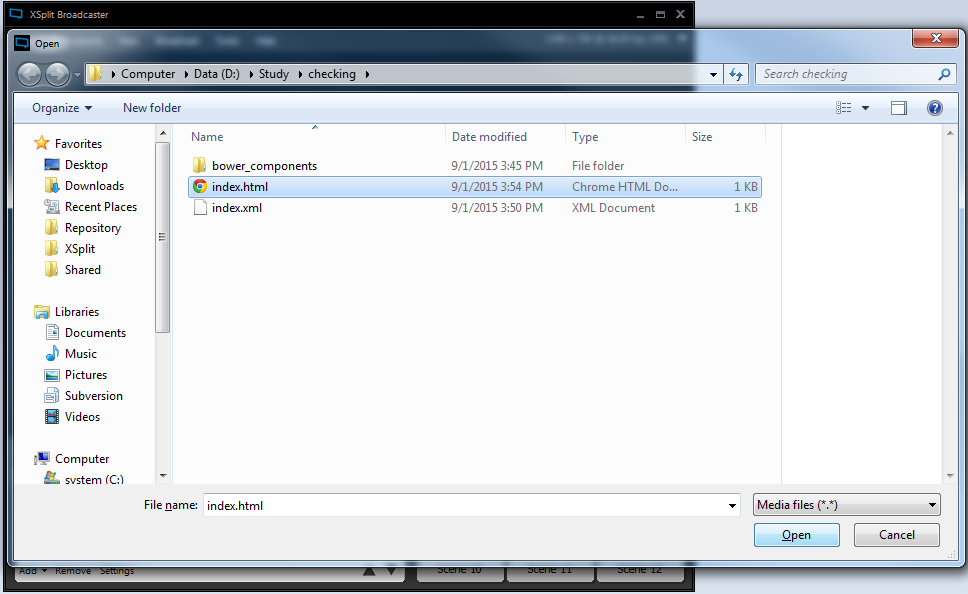 XSplit Broadcaster
Open
Computer Data (D:) Study checking
Search checking
Organize New folder
Name Date modified Type Size
Favorites
Desktop
Downloads
Recent Places
Repository
XSplit
Shared
Libraries
Documents
Music
Pictures
Subversion
Videos
Computer
system (C:)
bower_components 9/1/2015 3:45 PM File folder
index.html 9/1/2015 3:54 PM Chrome HTML Do... 1 KB
index.xml 9/1/2015 3:50 PM XML Document 1 KB
File name: index.html Media files (*.*)
Open Cancel
Add Remove Settings Scene 10 Scene 11 Scene 12